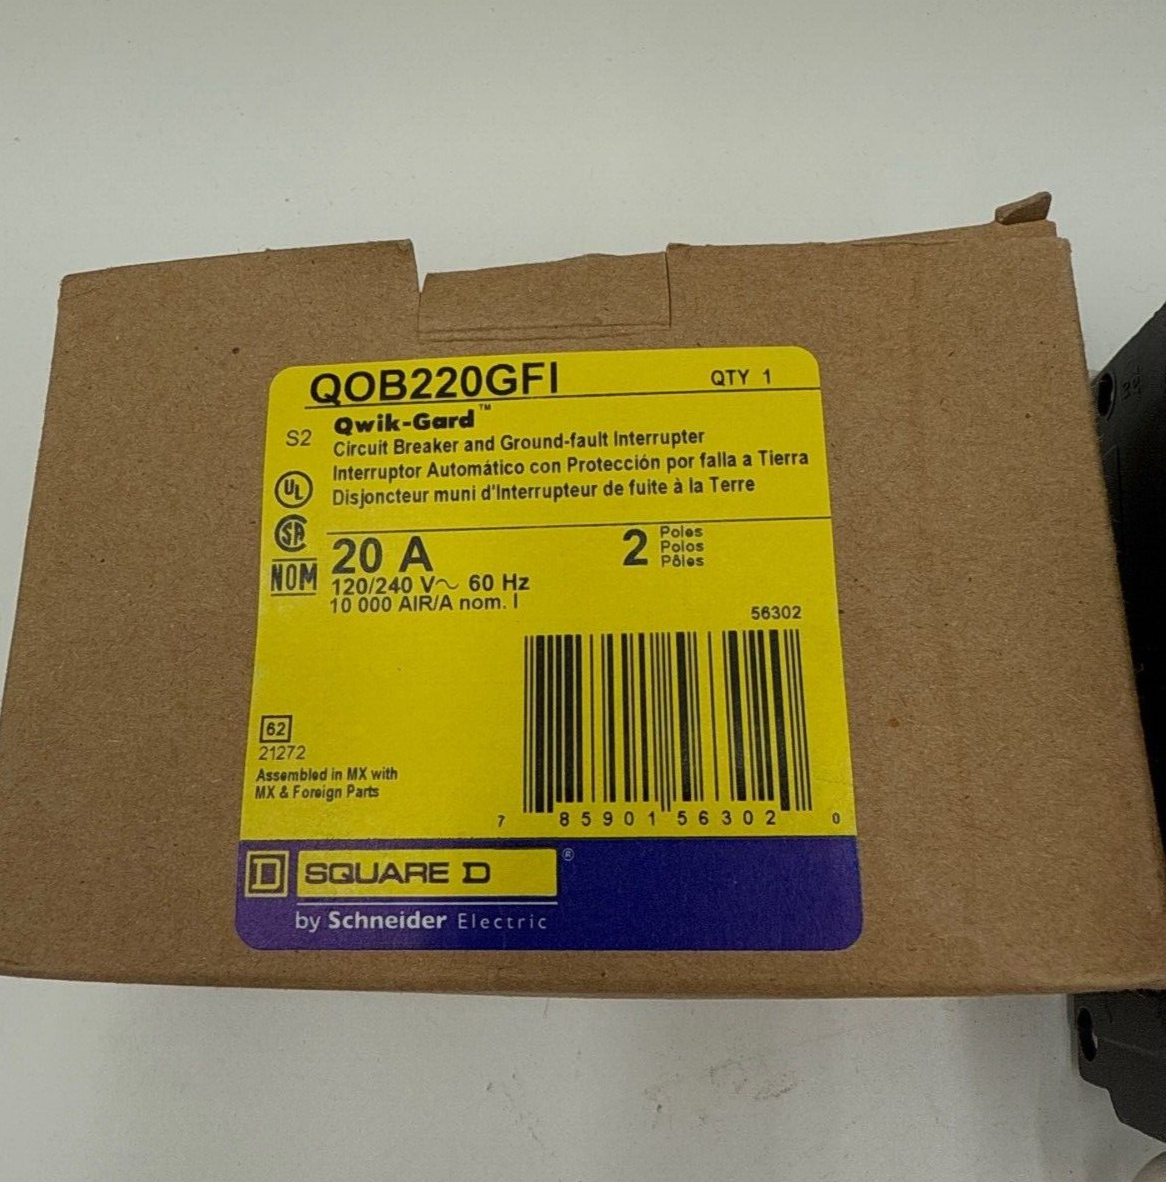 QOB220GFI
QTY 1
Qwik-Gard™
S2
Circuit Breaker and Ground-fault Interrupter
Interruptor Automático con Protección por falla a Tierra
Disjoncteur muni d'Interrupteur de fuite à la Terre
UL
SA
NOM
20 A
2 Poles
Polos
Pôles
120/240 V~ 60 Hz
10 000 AIR/A nom. I
56302
62
21272
Assembled in MX with
MX & Foreign Parts
7 85901 56302 0
D SQUARE D®
by Schneider Electric